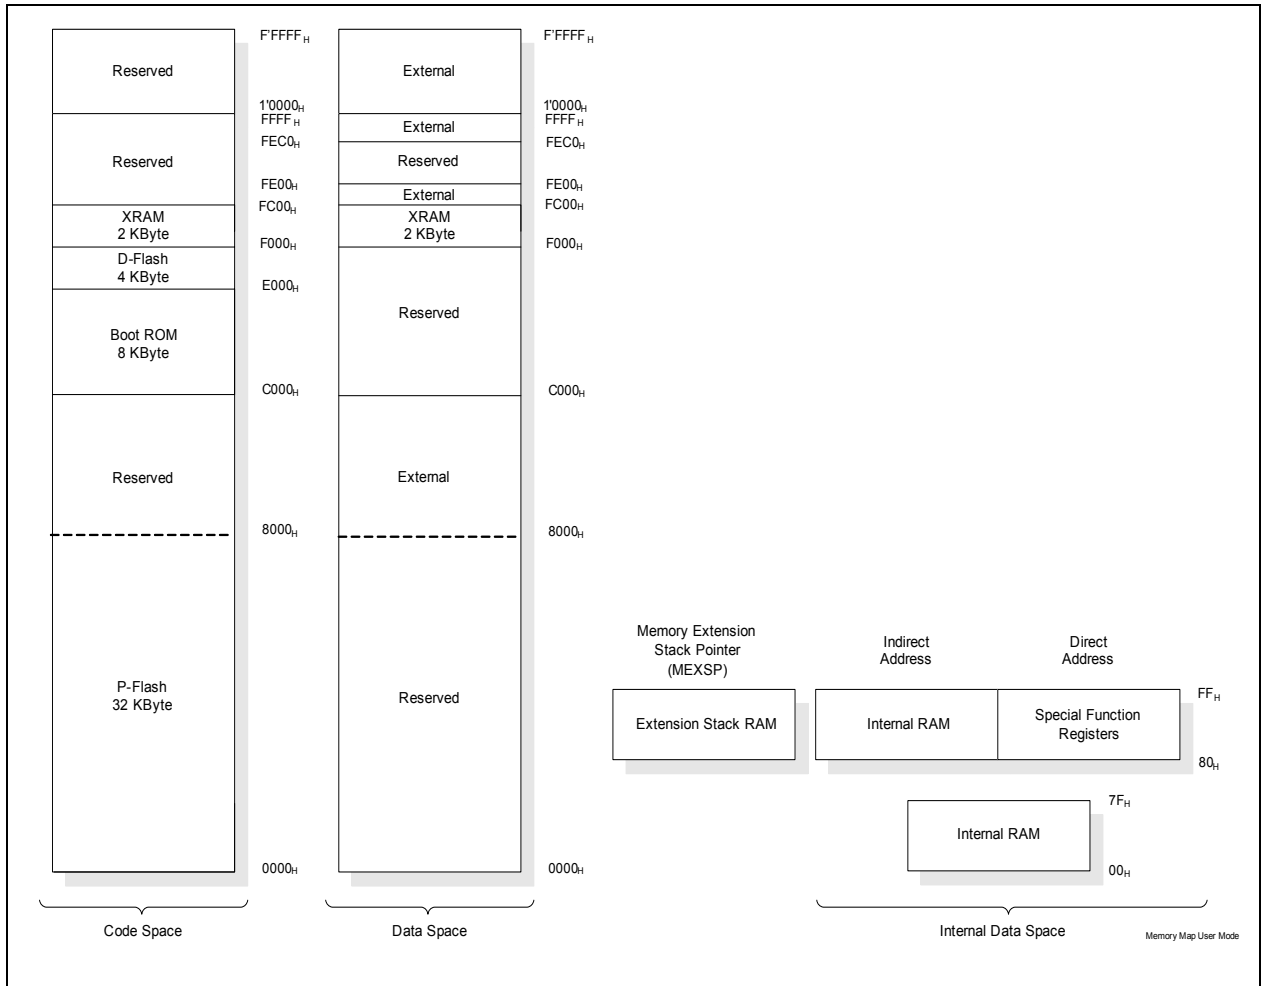 F'FFFFH
F'FFFFH
Reserved
External
1'0000H
1'0000H
FFFFH
FFFFH
External
FEC0H
FEC0H
Reserved
Reserved
FE00H
FE00H
External
FC00H
FC00H
XRAM
2 KByte
XRAM
2 KByte
F000H
F000H
D-Flash
4 KByte
E000H
Reserved
Boot ROM
8 KByte
C000H
C000H
Reserved
External
8000H
8000H
P-Flash
32 KByte
Reserved
0000H
0000H
Code Space
Data Space
Memory Extension
Stack Pointer
(MEXSP)
Indirect
Address
Direct
Address
FFH
Extension Stack RAM
Internal RAM
Special Function
Registers
80H
7FH
Internal RAM
00H
Internal Data Space
Memory Map User Mode